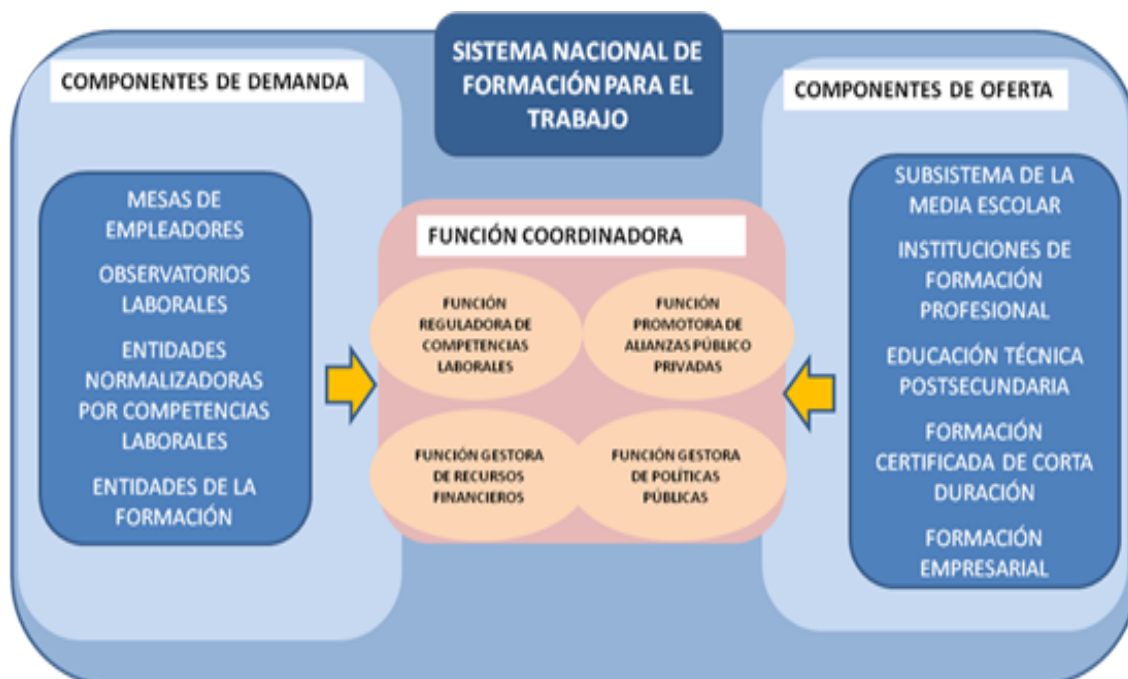 SISTEMA NACIONAL DE
FORMACIÓN PARA EL
TRABAJO
COMPONENTES DE DEMANDA
MESAS DE
EMPLEADORES
OBSERVATORIOS
LABORALES
ENTIDADES
NORMALIZADORAS
POR COMPETENCIAS
LABORALES
ENTIDADES DE LA
FORMACIÓN
FUNCIÓN COORDINADORA
FUNCIÓN
REGULADORA DE
COMPETENCIAS
LABORALES
FUNCIÓN
PROMOTORA DE
ALIANZAS PÚBLICO
PRIVADAS
FUNCIÓN GESTORA
DE RECURSOS
FINANCIEROS
FUNCIÓN GESTORA
DE POLÍTICAS
PÚBLICAS
COMPONENTES DE OFERTA
SUBSISTEMA DE LA
MEDIA ESCOLAR
INSTITUCIONES DE
FORMACIÓN
PROFESIONAL
EDUCACIÓN TÉCNICA
POSTSECUNDARIA
FORMACIÓN
CERTIFICADA DE CORTA
DURACIÓN
FORMACIÓN
EMPRESARIAL